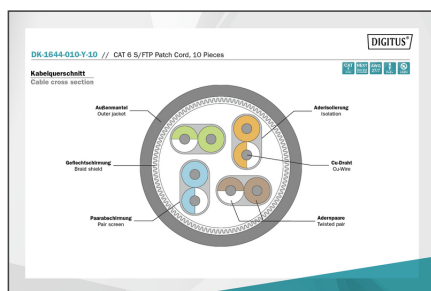 DIGITUS®
DK-1644-010-Y-10 // CAT 6 S/FTP Patch Cord, 10 Pieces
Kabelquerschnitt
Cable cross section
Außenmantel
Outer jacket
Aderisolierung
Isolation
Geflechtschirmung
Braid shield
Cu-Draht
Cu-Wire
Paarabschirmung
Pair screen
Adernpaare
Twisted pair